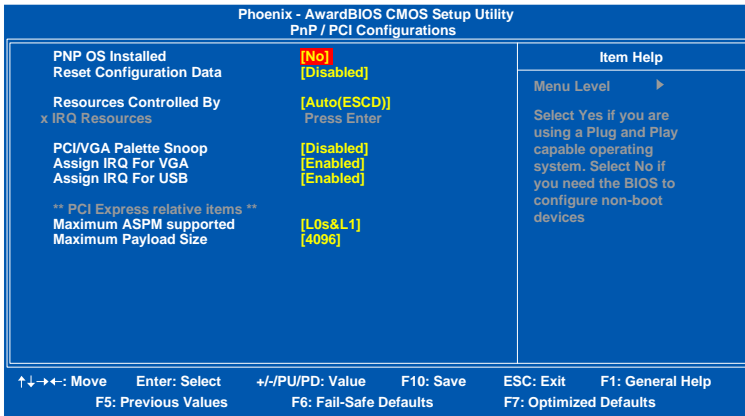 Phoenix - AwardBIOS CMOS Setup Utility
PnP / PCI Configurations
PNP OS Installed [No]
Reset Configuration Data [Disabled]
Resources Controlled By [Auto(ESCD)]
x IRQ Resources Press Enter
PCI/VGA Palette Snoop [Disabled]
Assign IRQ For VGA [Enabled]
Assign IRQ For USB [Enabled]
** PCI Express relative items **
Maximum ASPM supported [L0s&L1]
Maximum Payload Size [4096]
Item Help
Menu Level ▶
Select Yes if you are
using a Plug and Play
capable operating
system. Select No if
you need the BIOS to
configure non-boot
devices
↑↓→←: Move Enter: Select +/-/PU/PD: Value F10: Save ESC: Exit F1: General Help
F5: Previous Values F6: Fail-Safe Defaults F7: Optimized Defaults